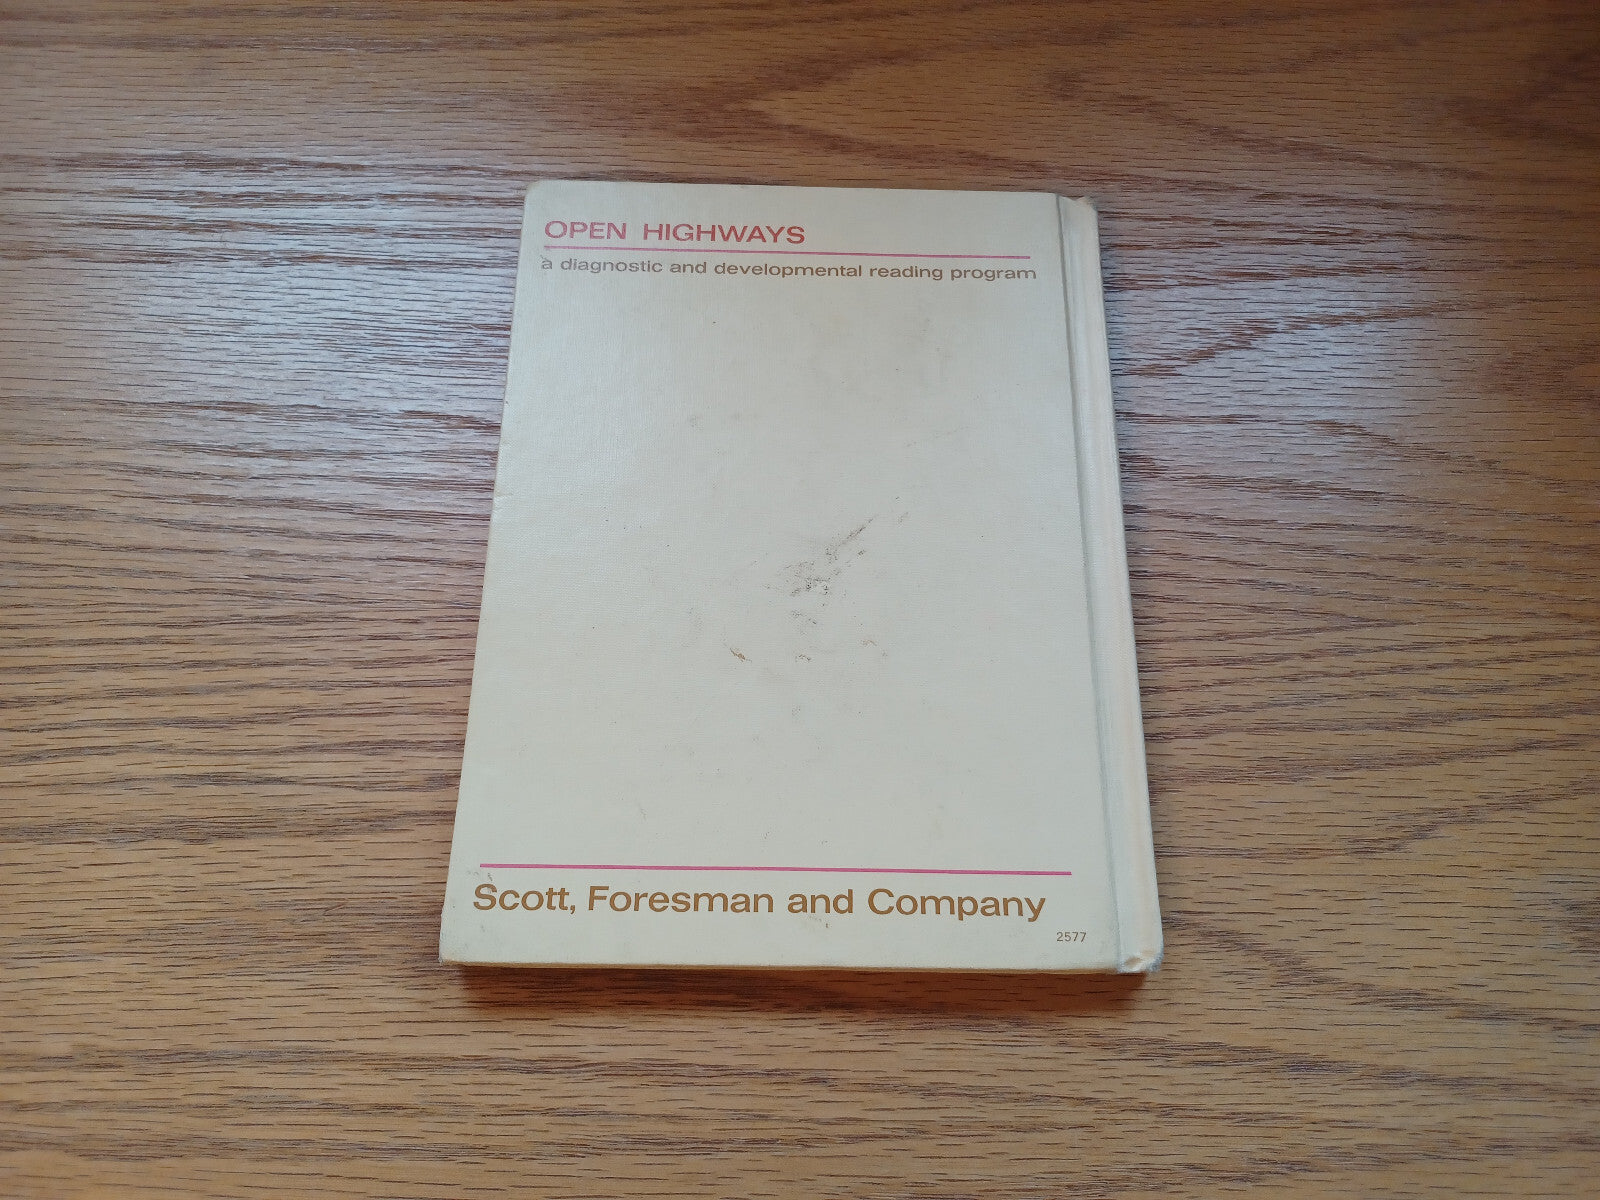 OPEN HIGHWAYS
a diagnostic and developmental reading program
Scott, Foresman and Company
2577